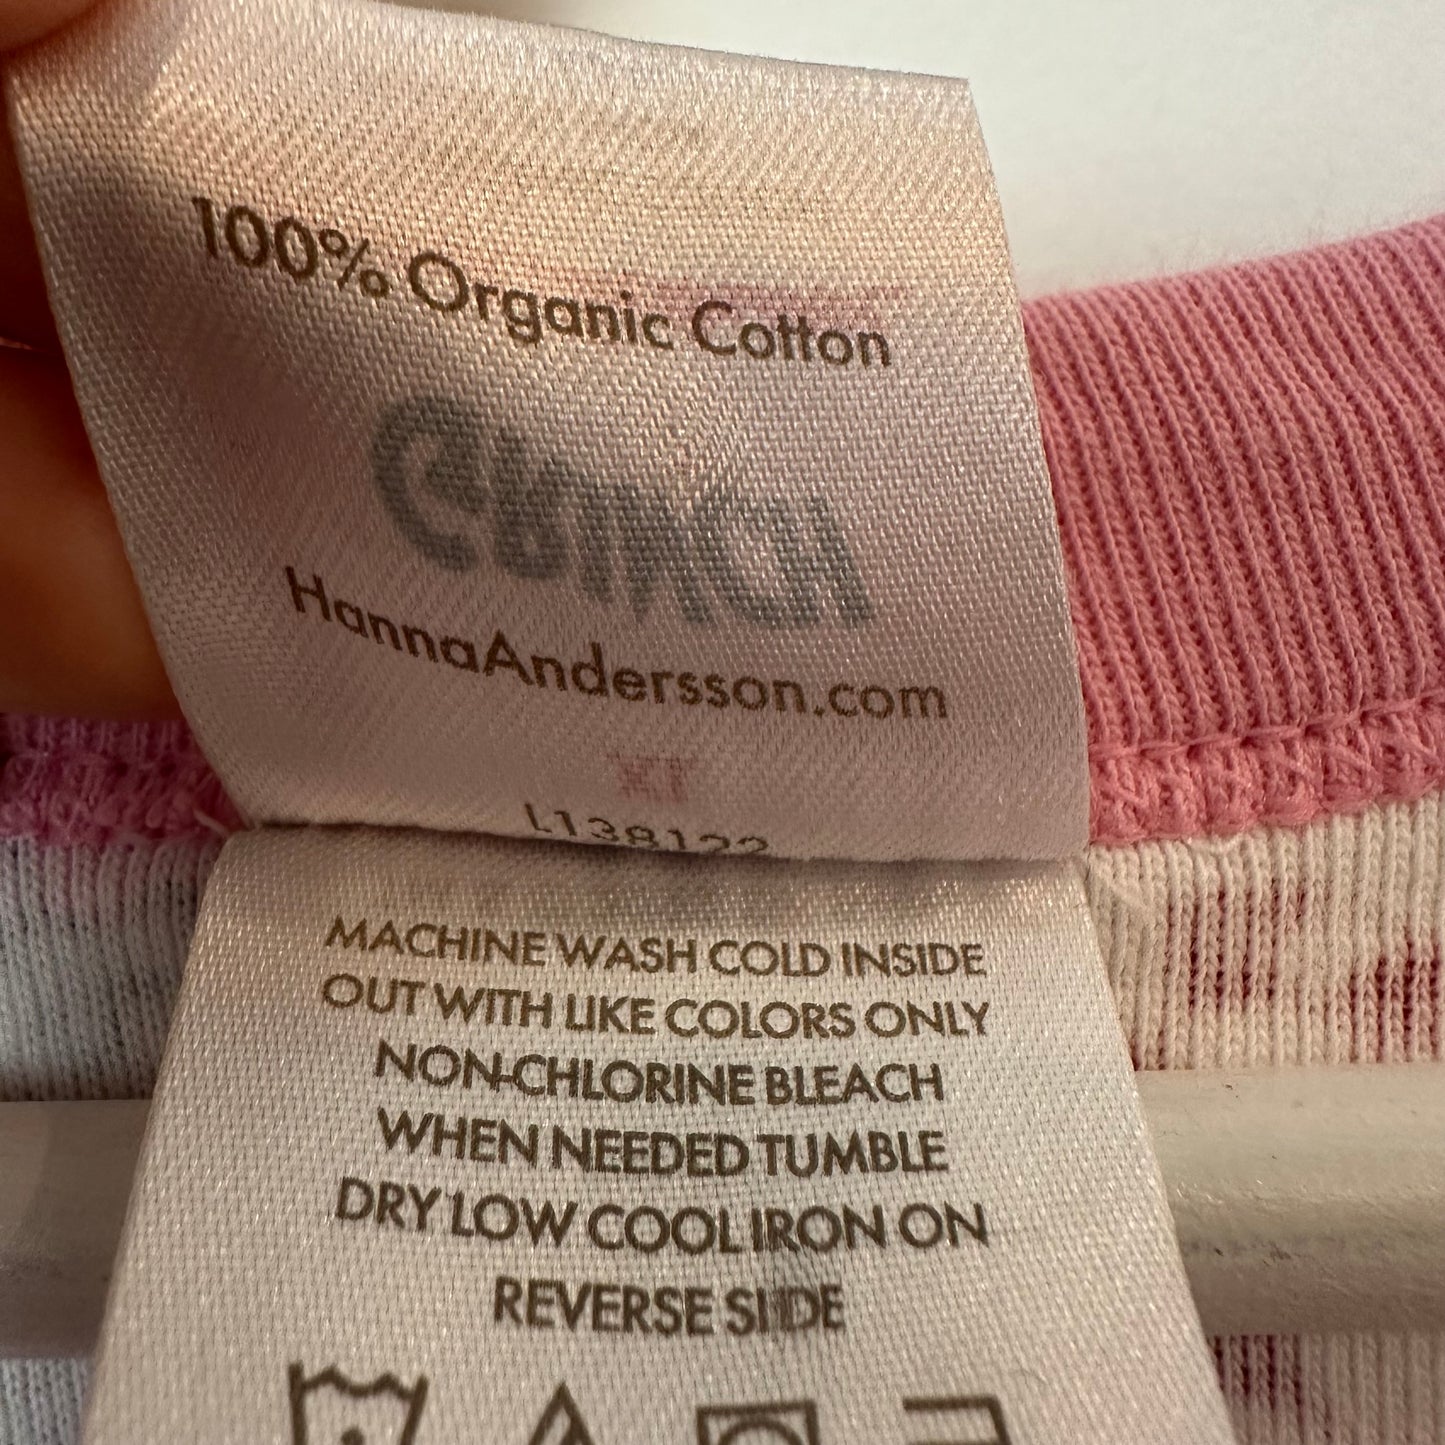 100% Organic Cotton
HannaAndersson.com
L138122
MACHINE WASH COLD INSIDE
OUT WITH LIKE COLORS ONLY
NON-CHLORINE BLEACH
WHEN NEEDED TUMBLE
DRY LOW COOL IRON ON
REVERSE SIDE